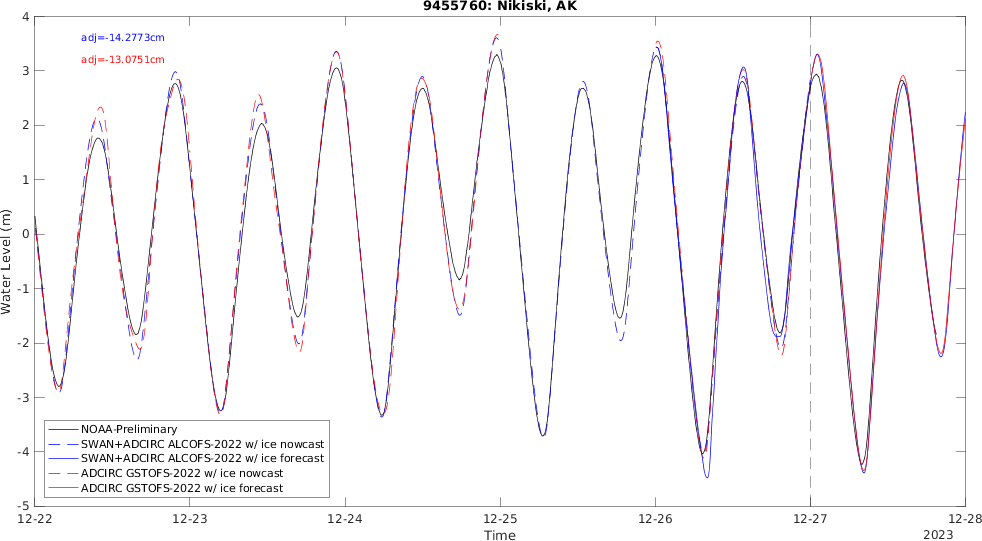 9455760: Nikiski, AK
adj=-14.2773cm
adj=-13.0751cm
4
3
2
1
0
-1
-2
-3
-4
-5
Water Level (m)
NOAA-Preliminary
SWAN+ADCIRC ALCOFS-2022 w/ ice nowcast
SWAN+ADCIRC ALCOFS-2022 w/ ice forecast
ADCIRC GSTOFS-2022 w/ ice nowcast
ADCIRC GSTOFS-2022 w/ ice forecast
12-22 12-23 12-24 12-25 12-26 12-27 12-28
Time
2023